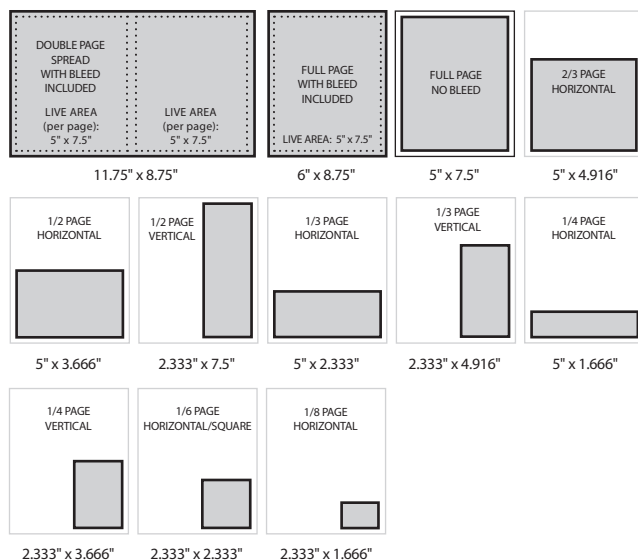 DOUBLE PAGE
SPREAD
WITH BLEED
INCLUDED
LIVE AREA
(per page):
5" x 7.5"
LIVE AREA
(per page):
5" x 7.5"
11.75" x 8.75"
FULL PAGE
WITH BLEED
INCLUDED
LIVE AREA: 5" x 7.5"
6" x 8.75"
FULL PAGE
NO BLEED
5" x 7.5"
2/3 PAGE
HORIZONTAL
5" x 4.916"
1/2 PAGE
HORIZONTAL
5" x 3.666"
1/2 PAGE
VERTICAL
2.333" x 7.5"
1/3 PAGE
HORIZONTAL
5" x 2.333"
1/3 PAGE
VERTICAL
2.333" x 4.916"
1/4 PAGE
HORIZONTAL
5" x 1.666"
1/4 PAGE
VERTICAL
2.333" x 3.666"
1/6 PAGE
HORIZONTAL/SQUARE
2.333" x 2.333"
1/8 PAGE
HORIZONTAL
2.333" x 1.666"